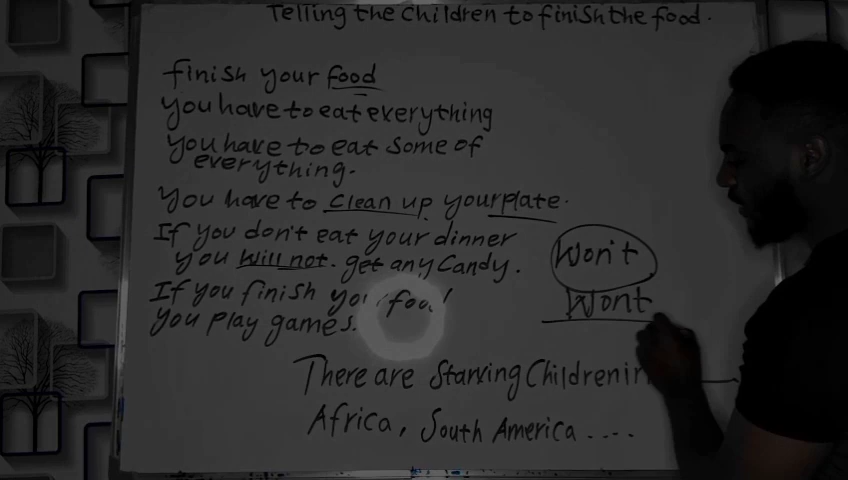 Telling the Children to finish the food.
finish your food
you have to eat everything
you have to eat some of
everything.
you have to clean up your plate.
If you don't eat your dinner
you will not. get any Candy.
Won't
Wont
If you finish your food
you play games.
There are Starving Children in
Africa, South America ....